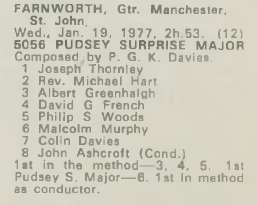 FARNWORTH, Gtr. Manchester,
St. John.
Wed., Jan. 19, 1977, 2h.53. (12)
5056 PUDSEY SURPRISE MAJOR
Composed by P. G. K. Davies.
1 Joseph Thornley
2 Rev. Michael Hart
3 Albert Greenhalgh
4 David G French
5 Philip S Woods
6 Malcolm Murphy
7 Colin Davies
8 John Ashcroft (Cond.)
1st in the method—3, 4, 5. 1st
Pudsey S. Major—6. 1st in method
as conductor.